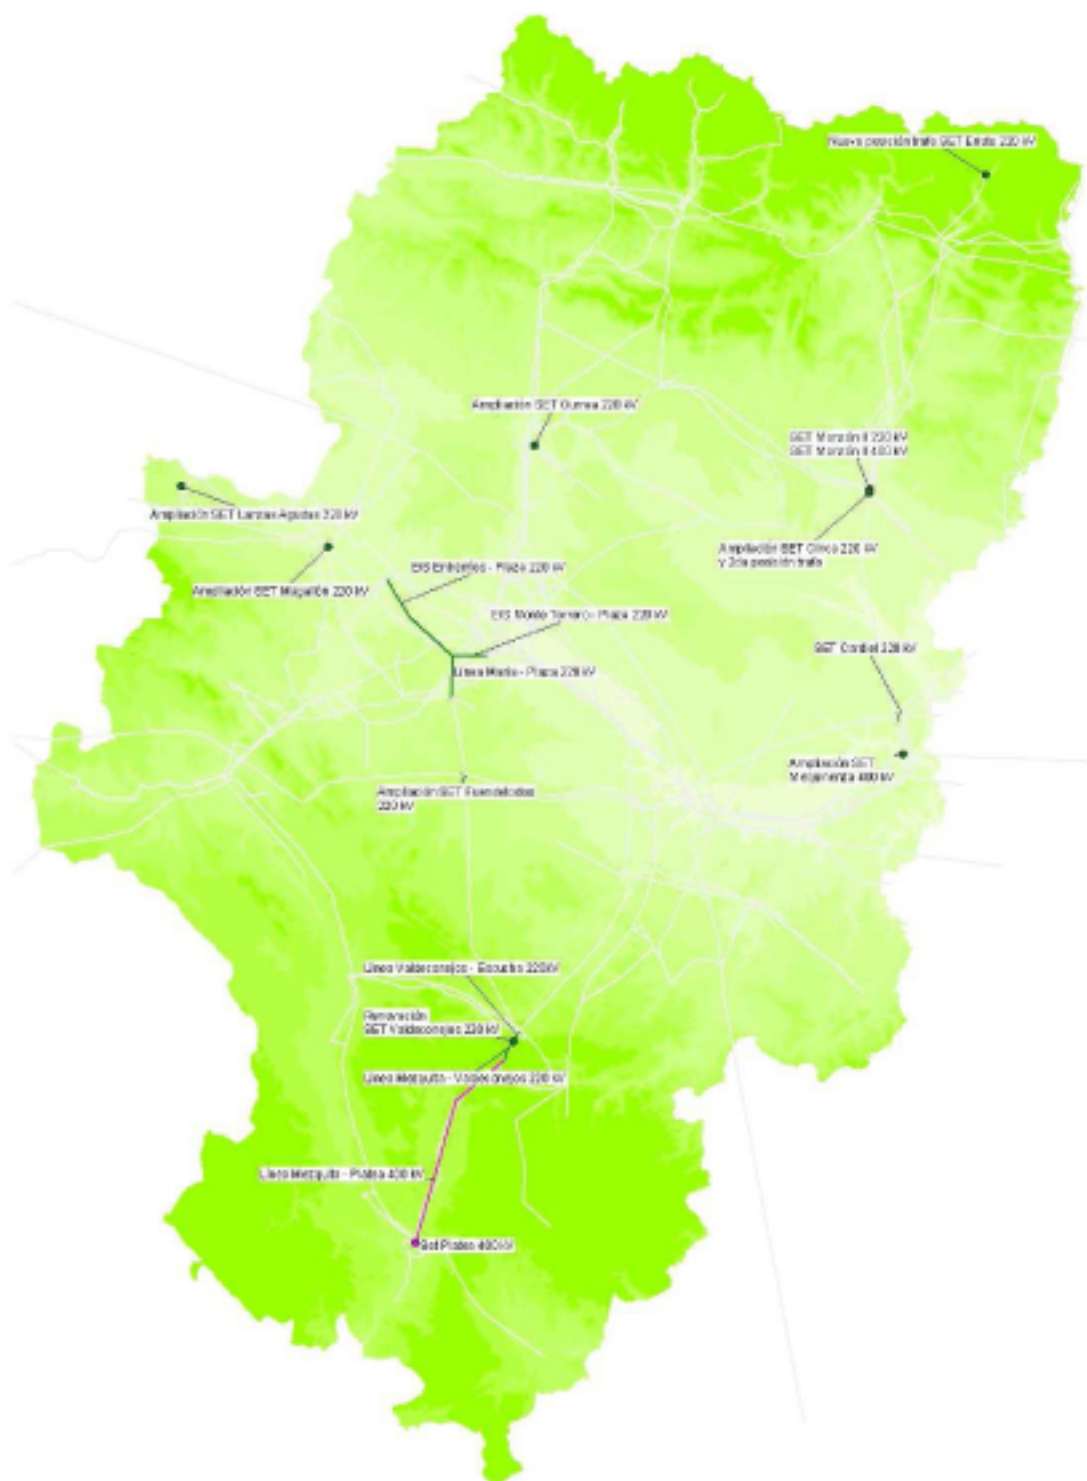 Nueva posición trafo SET Eriste 220 kV
Ampliación SET Gurrea 220 kV
SET Monzón II 220 kV
SET Monzón II 400 kV
Ampliación SET Lanzas Agudas 220 kV
Ampliación SET Cinca 220 kV
y 2da posición trafo
E/S Entrerríos - Plaza 220 kV
Ampliación SET Magallón 220 kV
E/S Monte Torrero - Plaza 220 kV
SET Cardiel 220 kV
Línea María - Plaza 220 kV
Ampliación SET
Mequinenza 400 kV
Ampliación SET Fuendetodos
220 kV
Línea Valdeconejos - Escucha 220kV
Renovación
SET Valdeconejos 220 kV
Línea Mezquita - Valdeconejos 220 kV
Línea Mezquita - Platea 400 kV
Set Platea 400 kV